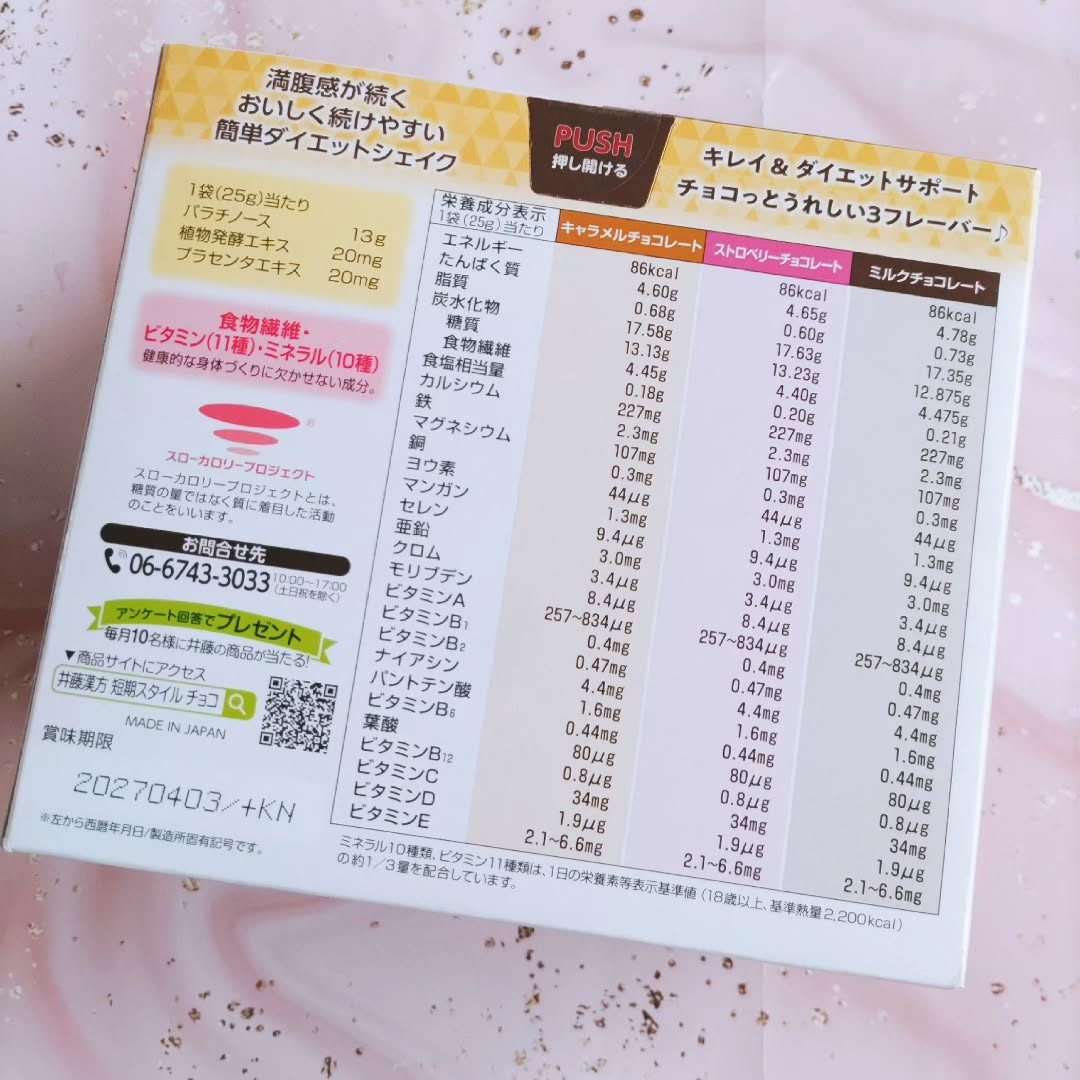 満腹感が続く
おいしく続けやすい
簡単ダイエットシェイク
PUSH
押し開ける
キレイ & ダイエットサポート
チョコっとうれしい3フレーバー♪
1袋(25g)当たり
パラチノース 13g
植物発酵エキス 20mg
プラセンタエキス 20mg
食物繊維・
ビタミン(11種)・ミネラル(10種)
健康的な身体づくりに欠かせない成分。
®
スローカロリープロジェクト
スローカロリープロジェクトとは、
糖質の量ではなく質に着目した活動
のことをいいます。
お問合せ先
06-6743-3033 10:00~17:00
(土日祝を除く)
アンケート回答でプレゼント
毎月10名様に井藤の商品が当たる!
▼商品サイトにアクセス
井藤漢方 短期スタイル チョコ
MADE IN JAPAN
賞味期限
20270403/+KN
※左から西暦年月日/製造所固有記号です。
栄養成分表示
1袋(25g)当たり キャラメルチョコレート ストロベリーチョコレート ミルクチョコレート
エネルギー 86kcal 86kcal 86kcal
たんぱく質 4.60g 4.65g 4.78g
脂質 0.68g 0.60g 0.73g
炭水化物 17.58g 17.63g 17.35g
糖質 13.13g 13.23g 12.875g
食物繊維 4.45g 4.40g 4.475g
食塩相当量 0.18g 0.20g 0.21g
カルシウム 227mg 227mg 227mg
鉄 2.3mg 2.3mg 2.3mg
マグネシウム 107mg 107mg 107mg
銅 0.3mg 0.3mg 0.3mg
ヨウ素 44μg 44μg 44μg
マンガン 1.3mg 1.3mg 1.3mg
セレン 9.4μg 9.4μg 9.4μg
亜鉛 3.0mg 3.0mg 3.0mg
クロム 3.4μg 3.4μg 3.4μg
モリブデン 8.4μg 8.4μg 8.4μg
ビタミンA 257~834μg 257~834μg 257~834μg
ビタミンB1 0.4mg 0.4mg 0.4mg
ビタミンB2 0.47mg 0.47mg 0.47mg
ナイアシン 4.4mg 4.4mg 4.4mg
パントテン酸 1.6mg 1.6mg 1.6mg
ビタミンB6 0.44mg 0.44mg 0.44mg
葉酸 80μg 80μg 80μg
ビタミンB12 0.8μg 0.8μg 0.8μg
ビタミンC 34mg 34mg 34mg
ビタミンD 1.9μg 1.9μg 1.9μg
ビタミンE 2.1~6.6mg 2.1~6.6mg 2.1~6.6mg
ミネラル10種類、ビタミン11種類は、1日の栄養素等表示基準値(18歳以上、基準熱量2,200kcal)
の約1/3量を配合しています。